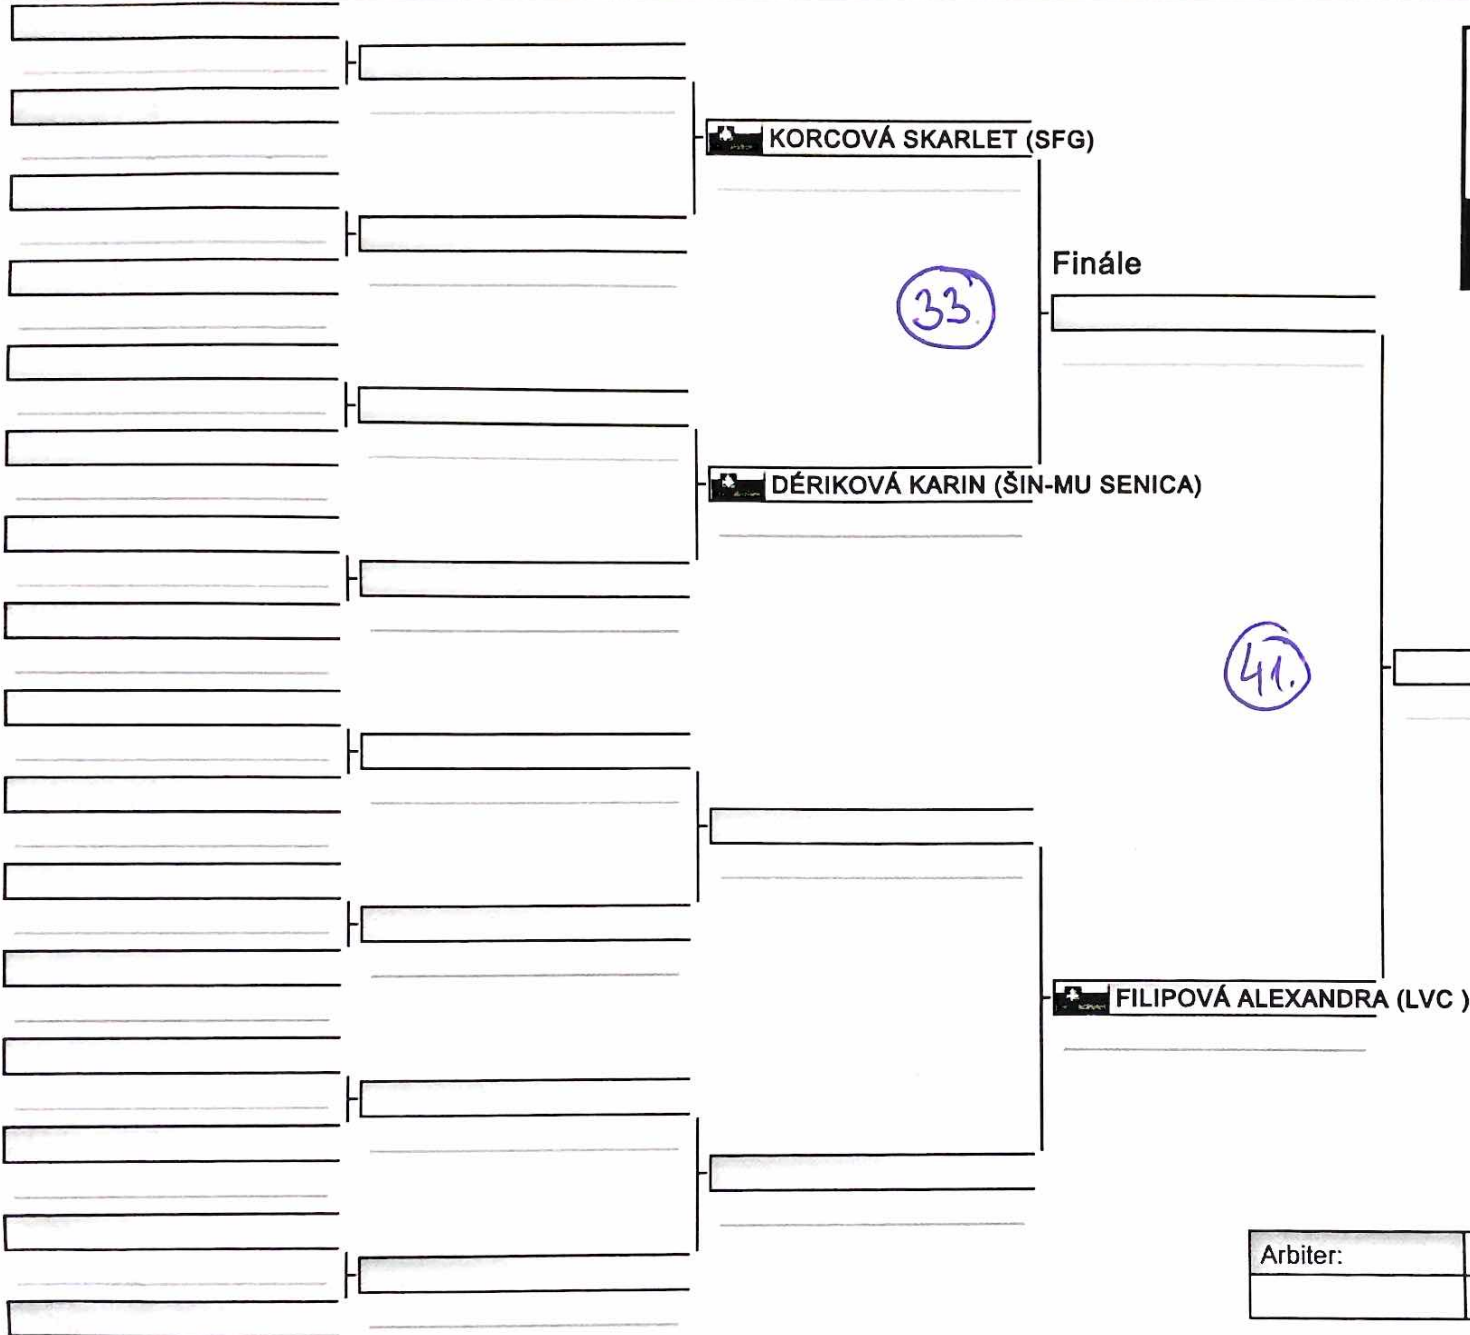 KORCOVÁ SKARLET (SFG)
Finále
33.
DÉRIKOVÁ KARIN (ŠIN-MU SENICA)
41.
FILIPOVÁ ALEXANDRA (LVC )
Arbiter: